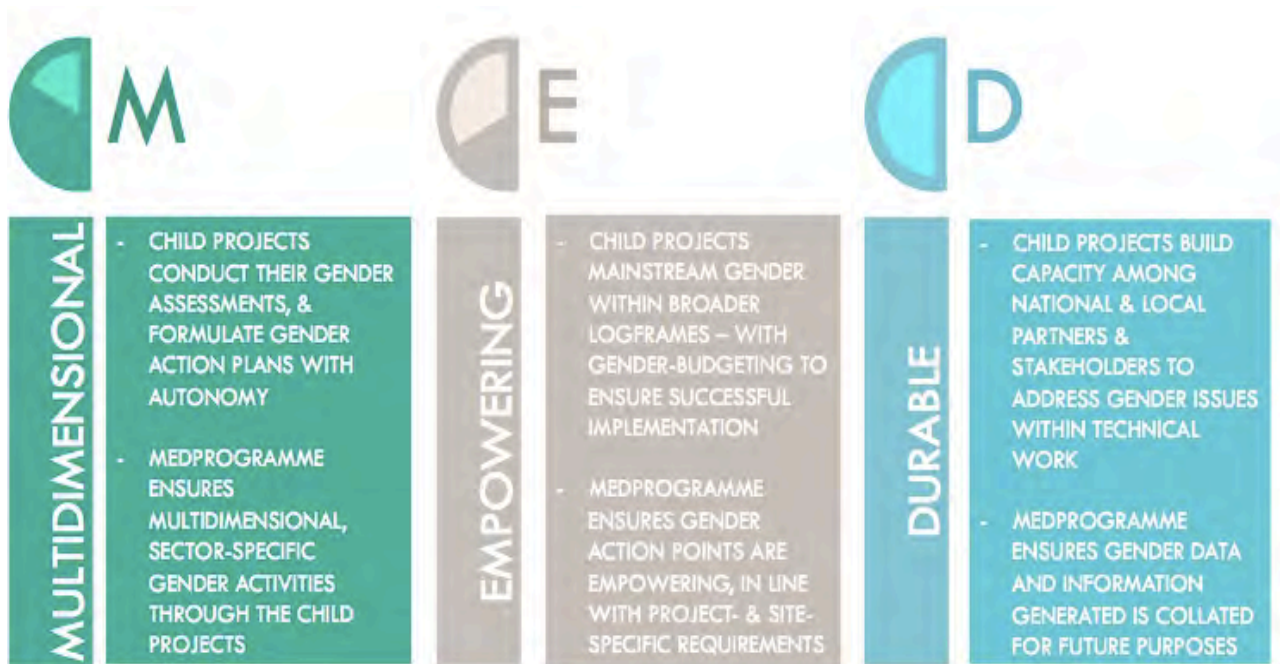 M
MULTIDIMENSIONAL
- CHILD PROJECTS
CONDUCT THEIR GENDER
ASSESSMENTS, &
FORMULATE GENDER
ACTION PLANS WITH
AUTONOMY
- MEDPROGRAMME
ENSURES
MULTIDIMENSIONAL,
SECTOR-SPECIFIC
GENDER ACTIVITIES
THROUGH THE CHILD
PROJECTS
E
EMPOWERING
- CHILD PROJECTS
MAINSTREAM GENDER
WITHIN BROADER
LOGFRAMES – WITH
GENDER-BUDGETING TO
ENSURE SUCCESSFUL
IMPLEMENTATION
- MEDPROGRAMME
ENSURES GENDER
ACTION POINTS ARE
EMPOWERING, IN LINE
WITH PROJECT- & SITE-
SPECIFIC REQUIREMENTS
D
DURABLE
- CHILD PROJECTS BUILD
CAPACITY AMONG
NATIONAL & LOCAL
PARTNERS &
STAKEHOLDERS TO
ADDRESS GENDER ISSUES
WITHIN TECHNICAL
WORK
- MEDPROGRAMME
ENSURES GENDER DATA
AND INFORMATION
GENERATED IS COLLATED
FOR FUTURE PURPOSES